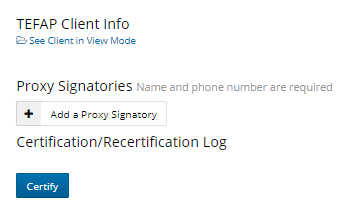 TEFAP Client Info
See Client in View Mode
Proxy Signatories Name and phone number are required
+ Add a Proxy Signatory
Certification/Recertification Log
Certify